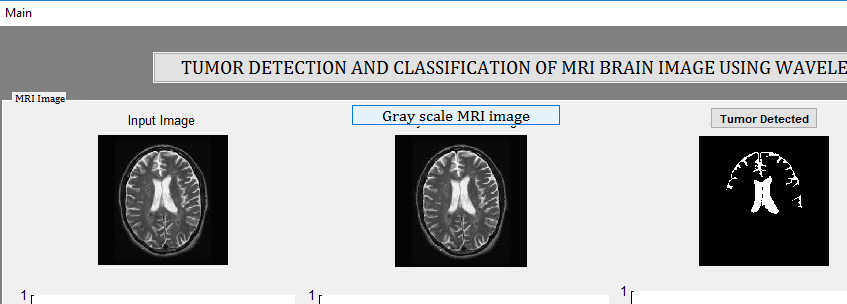 Main
TUMOR DETECTION AND CLASSIFICATION OF MRI BRAIN IMAGE USING WAVELE
MRI Image
Input Image
Gray scale MRI image
Tumor Detected
1
1
1